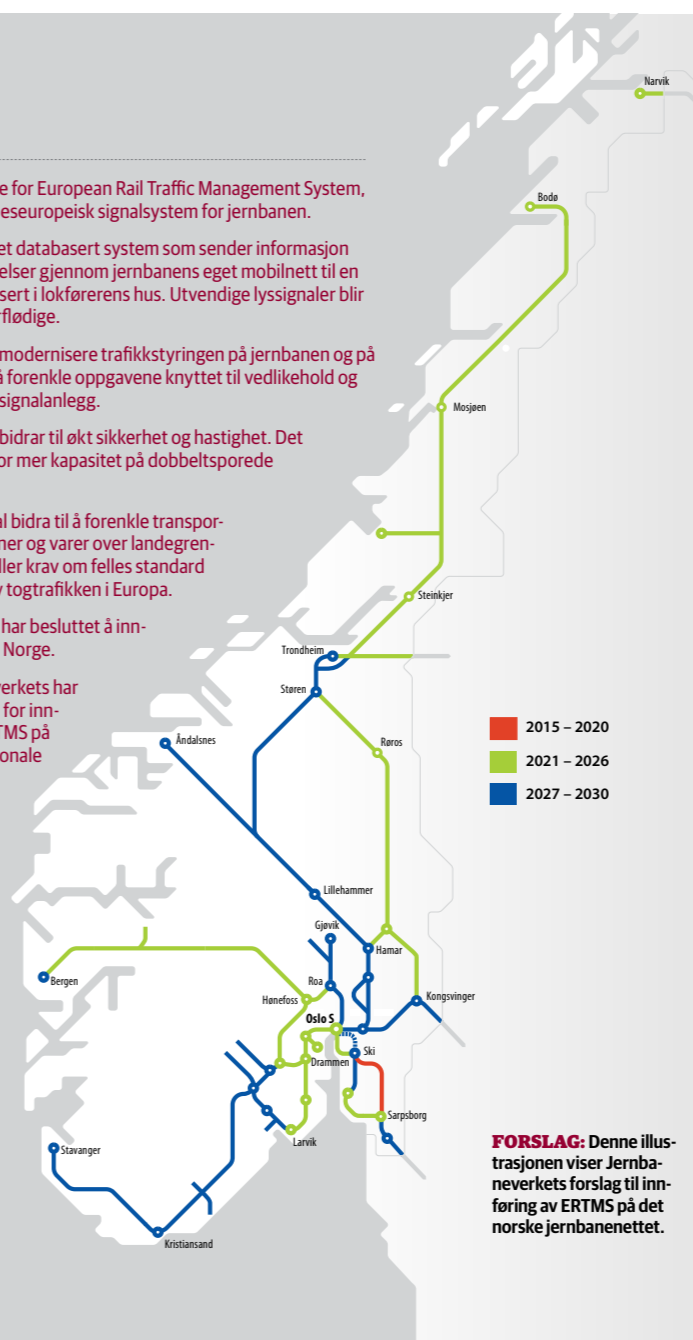 e for European Rail Traffic Management System,
eseuropeisk signalsystem for jernbanen.
et databasert system som sender informasjon
elser gjennom jernbanens eget mobilnett til en
sert i lokførerens hus. Utvendige lyssignaler blir
rflødige.
modernisere trafikkstyringen på jernbanen og på
å forenkle oppgavene knyttet til vedlikehold og
signalanlegg.
bidrar til økt sikkerhet og hastighet. Det
or mer kapasitet på dobbeltsporede
al bidra til å forenkle transpor-
ner og varer over landegren-
ller krav om felles standard
v togtrafikken i Europa.
har besluttet å inn-
Norge.
verkets har
for inn-
TMS på
onale
Narvik
Bodø
Mosjøen
Steinkjer
Trondheim
Støren
Røros
Åndalsnes
2015 – 2020
2021 – 2026
2027 – 2030
Lillehammer
Gjøvik
Hamar
Bergen
Roa
Hønefoss
Kongsvinger
Oslo S
Ski
Drammen
Sarpsborg
Larvik
Stavanger
Kristiansand
FORSLAG: Denne illus-
trasjonen viser Jernba-
neverkets forslag til inn-
føring av ERTMS på det
norske jernbanenettet.